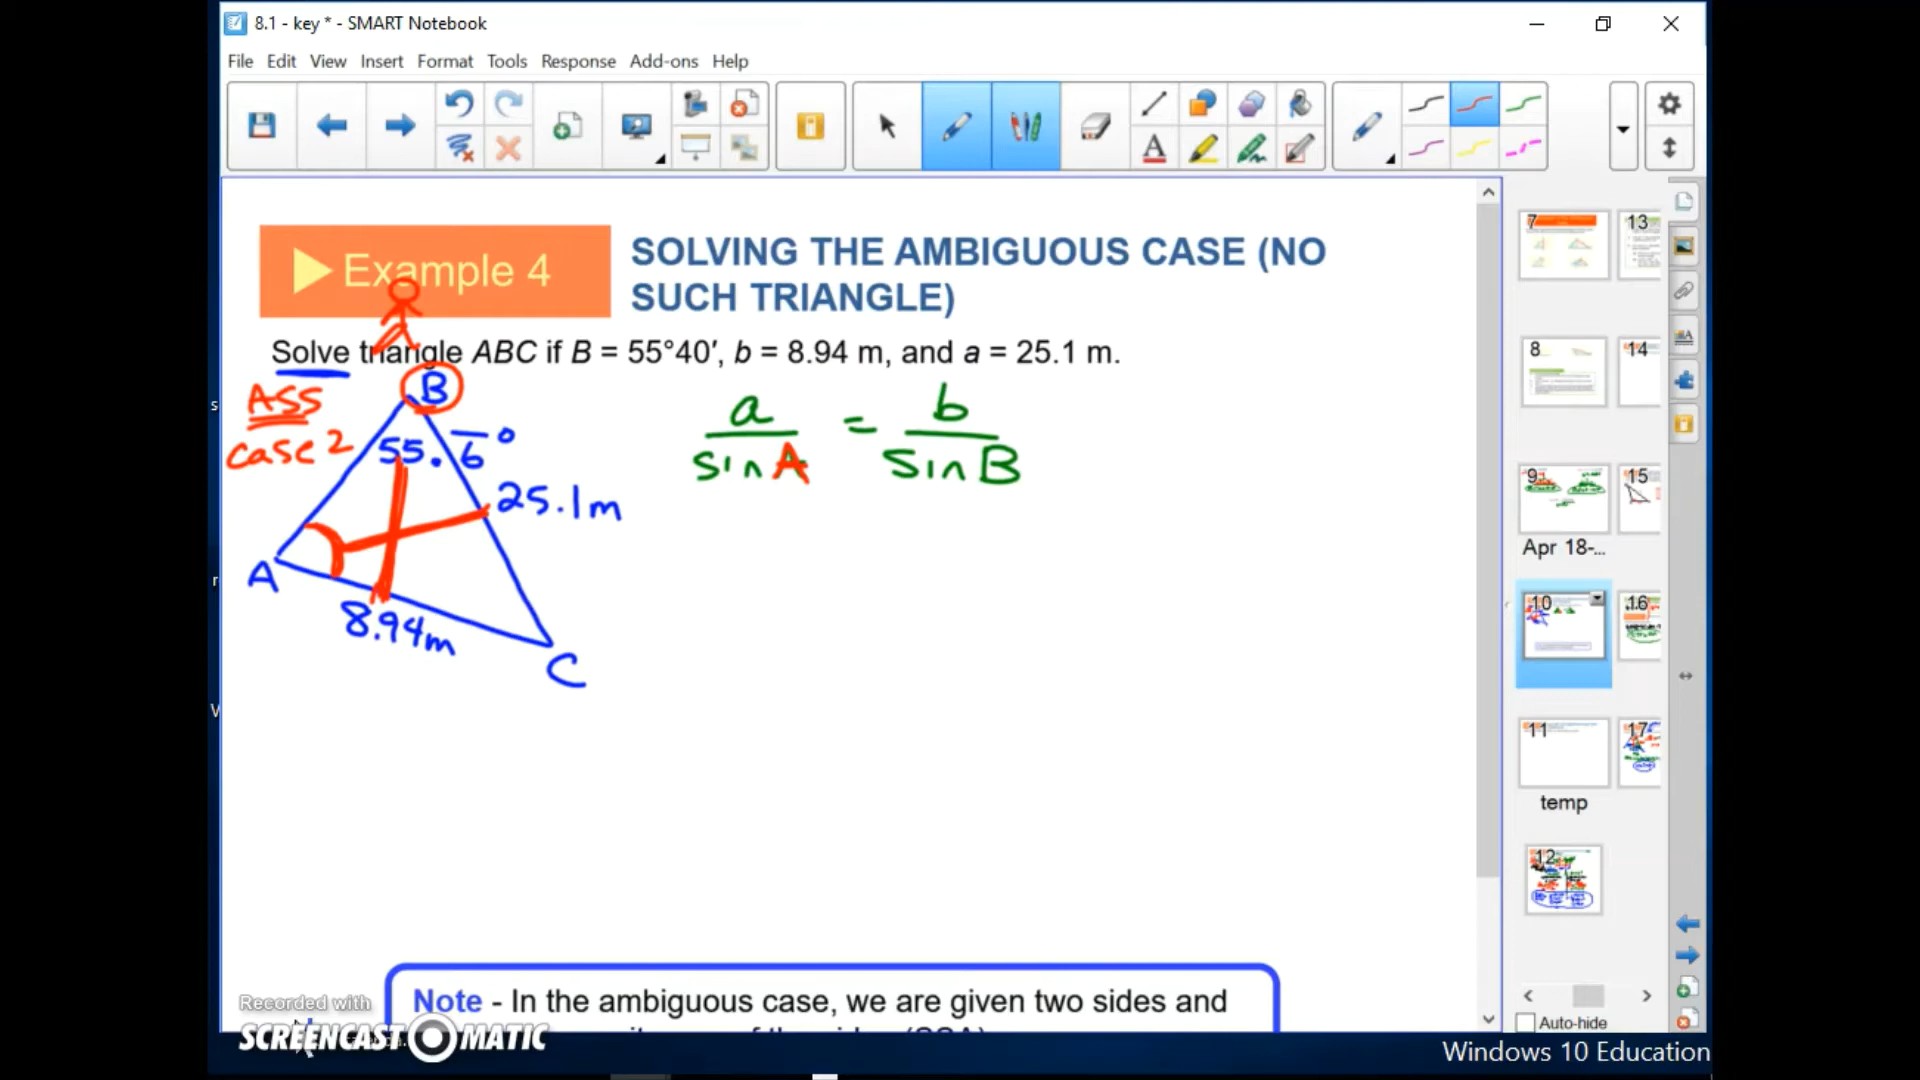 8.1 - key * - SMART Notebook
File Edit View Insert Format Tools Response Add-ons Help
Example 4
SOLVING THE AMBIGUOUS CASE (NO
SUCH TRIANGLE)
Solve triangle ABC if B = 55°40′, b = 8.94 m, and a = 25.1 m.
ASS
case 2
B
55.6̅°
25.1m
A
8.94m
C
a = b
sin A sin B
Note - In the ambiguous case, we are given two sides and
7
13
8
14
9
15
Apr 18-...
10
16
11
17
temp
12
Auto-hide
Recorded with
SCREENCAST MATIC
Windows 10 Education